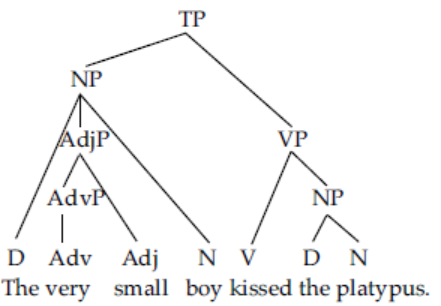 TP
NP
AdjP VP
AdvP NP
D Adv Adj N V D N
The very small boy kissed the platypus.